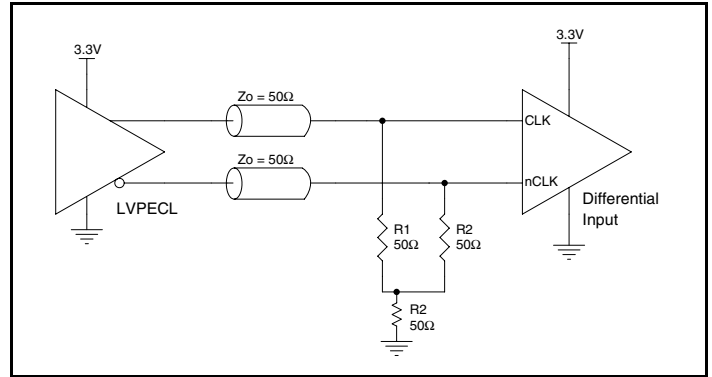 3.3V
3.3V
Zo = 50Ω
CLK
Zo = 50Ω
nCLK
LVPECL
Differential
Input
R1
50Ω
R2
50Ω
R2
50Ω